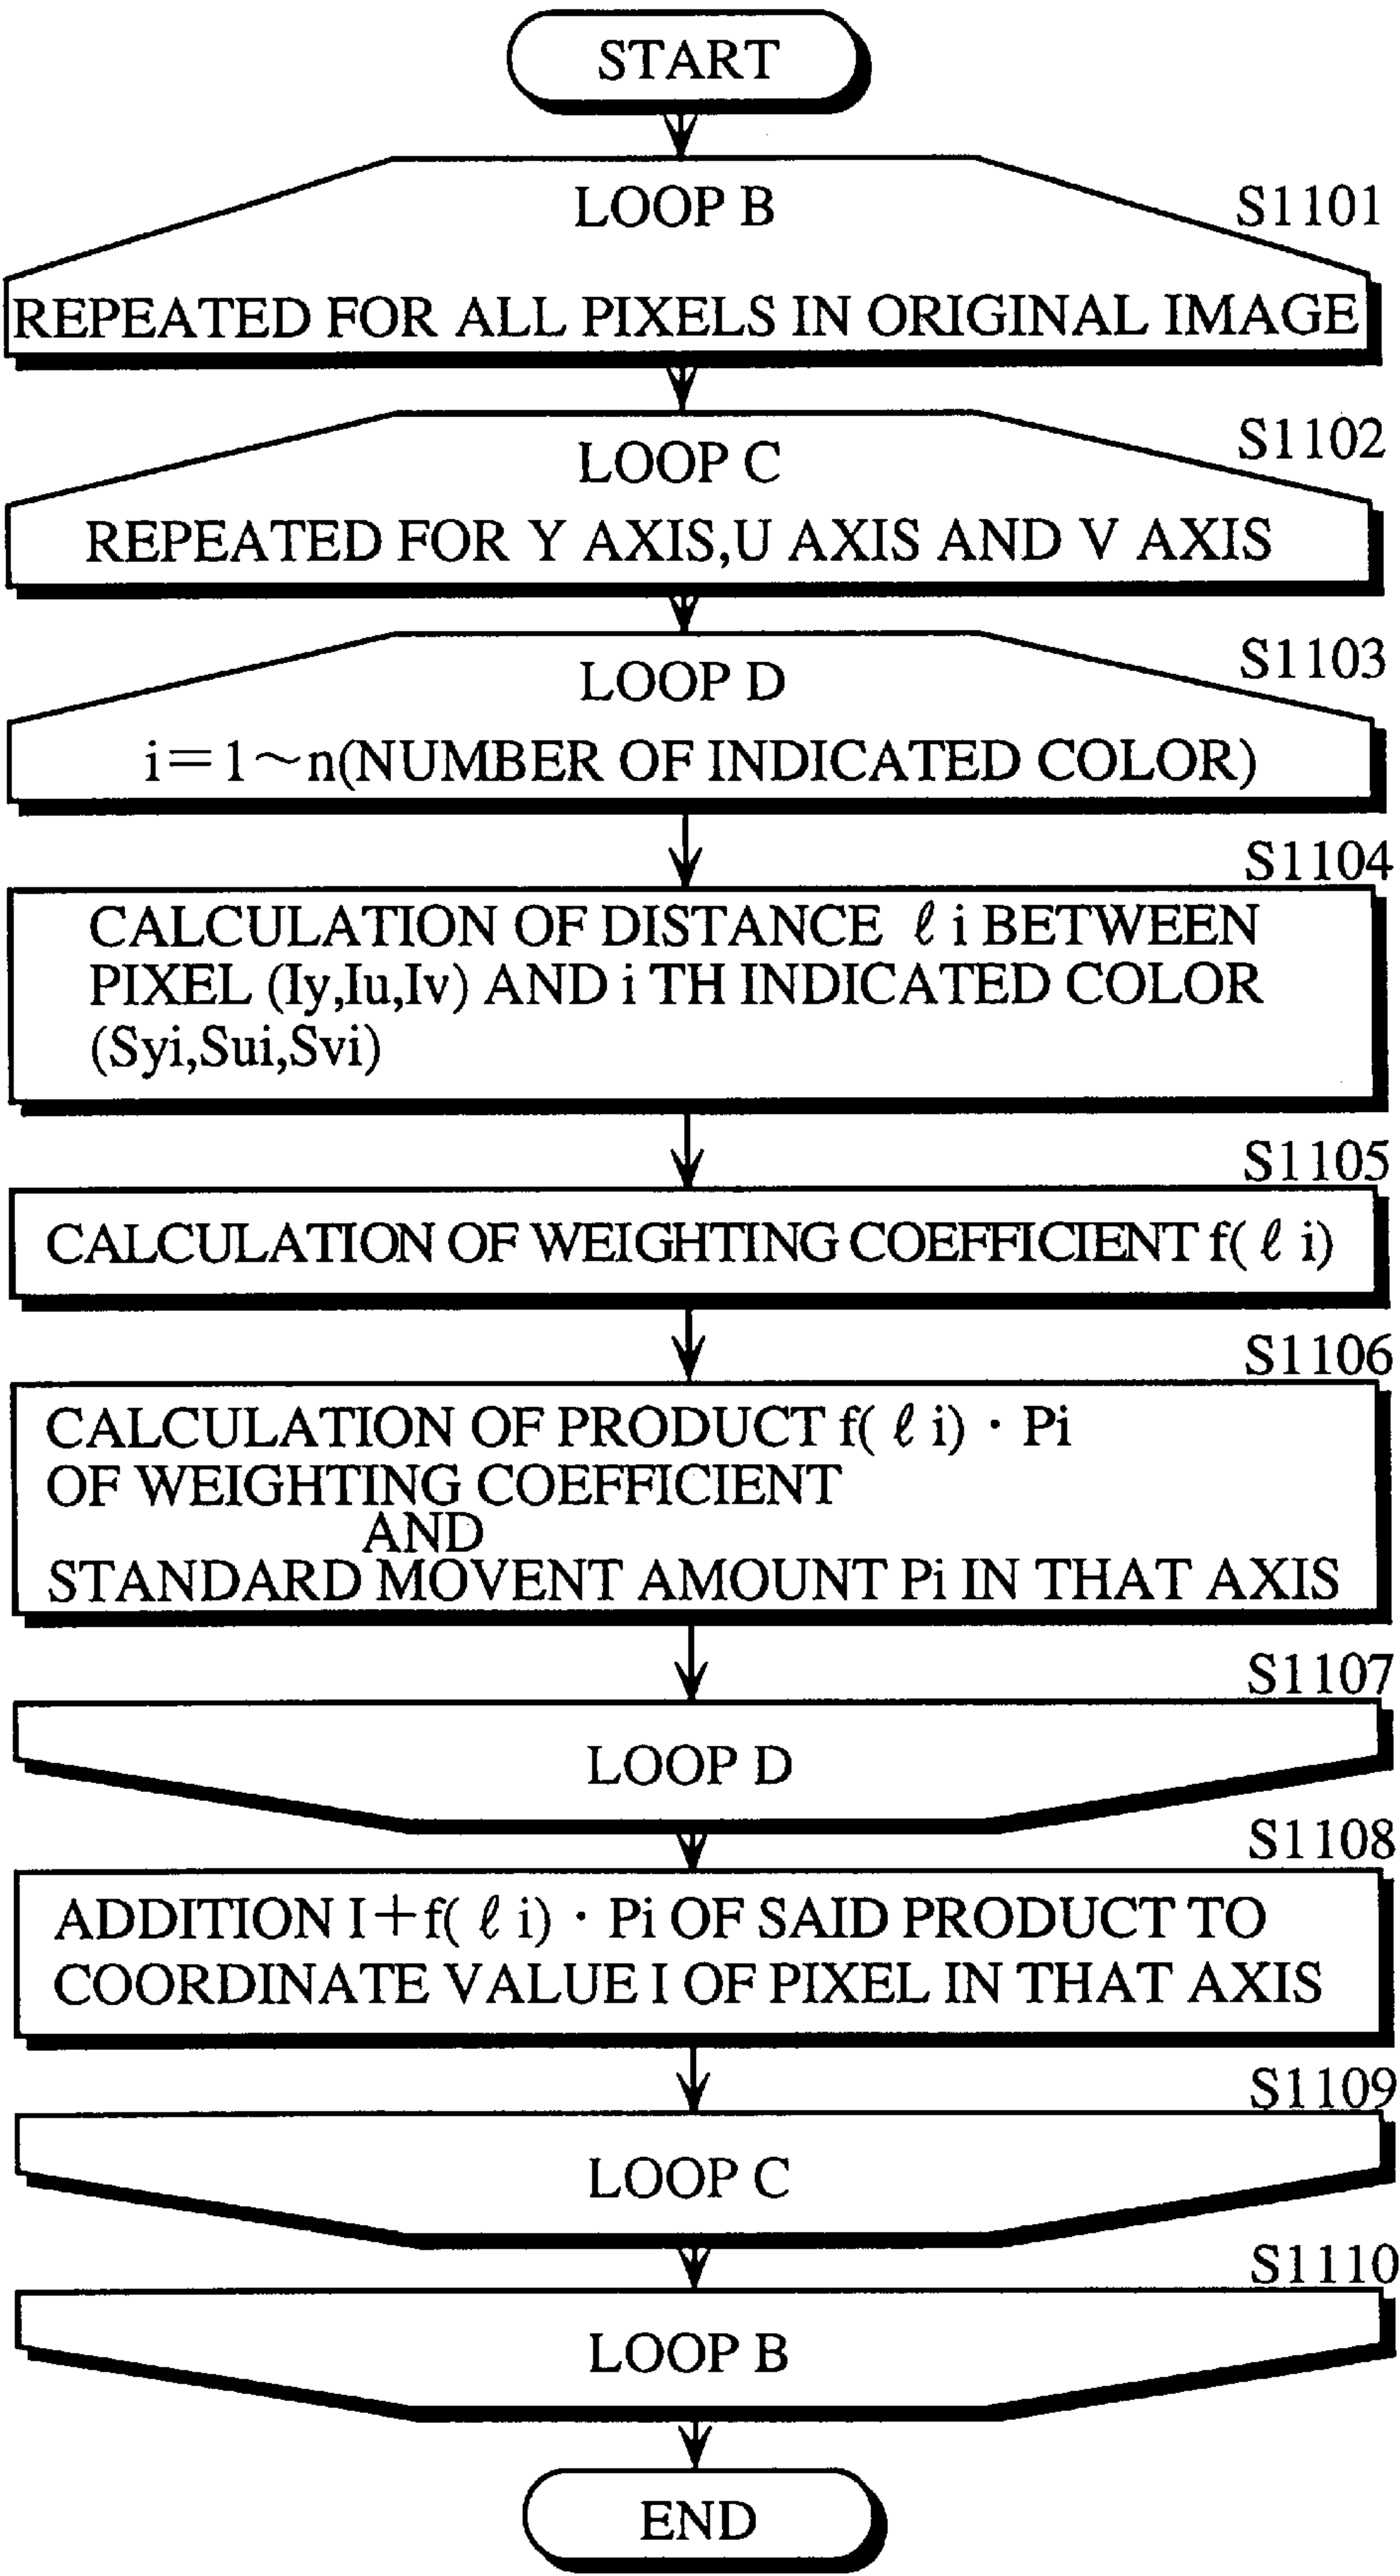 START
LOOP B
S1101
REPEATED FOR ALL PIXELS IN ORIGINAL IMAGE
LOOP C
S1102
REPEATED FOR Y AXIS,U AXIS AND V AXIS
LOOP D
S1103
i=1~n(NUMBER OF INDICATED COLOR)
S1104
CALCULATION OF DISTANCE ℓ i BETWEEN
PIXEL (Iy,Iu,Iv) AND i TH INDICATED COLOR
(Syi,Sui,Svi)
S1105
CALCULATION OF WEIGHTING COEFFICIENT f( ℓ i)
S1106
CALCULATION OF PRODUCT f( ℓ i) · Pi
OF WEIGHTING COEFFICIENT
AND
STANDARD MOVENT AMOUNT Pi IN THAT AXIS
S1107
LOOP D
S1108
ADDITION I+f( ℓ i) · Pi OF SAID PRODUCT TO
COORDINATE VALUE I OF PIXEL IN THAT AXIS
S1109
LOOP C
S1110
LOOP B
END